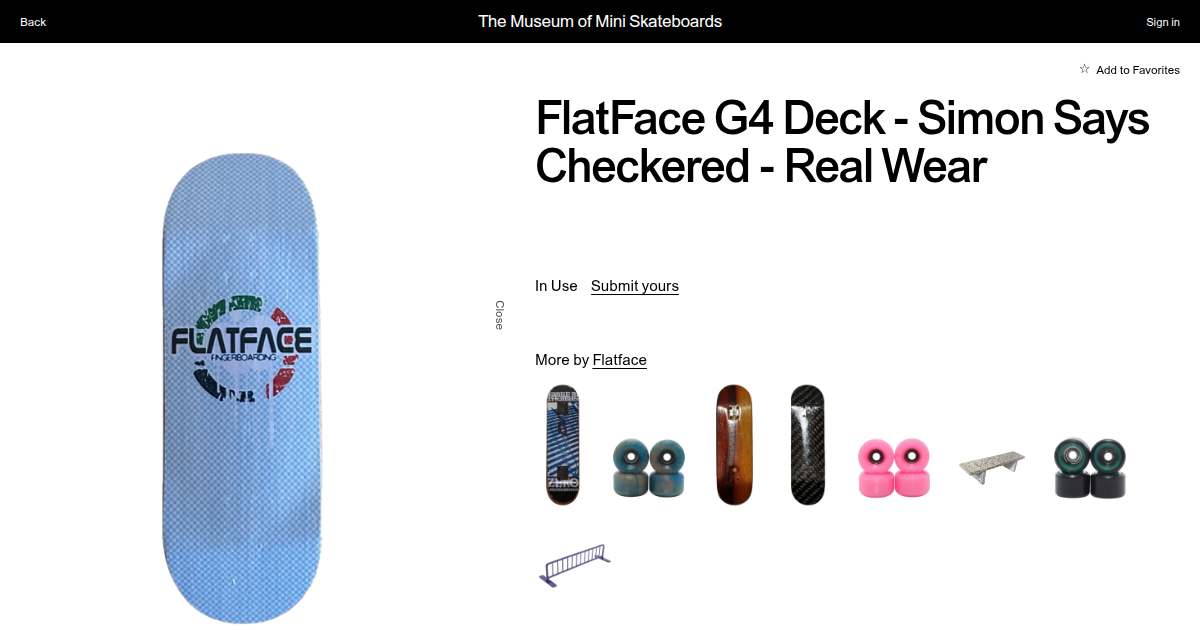 Back
The Museum of Mini Skateboards
Sign in
☆ Add to Favorites
FlatFace G4 Deck - Simon Says
Checkered - Real Wear
FLATFACE
FINGERBOARDING
Close
In Use Submit yours
More by Flatface
ZERO